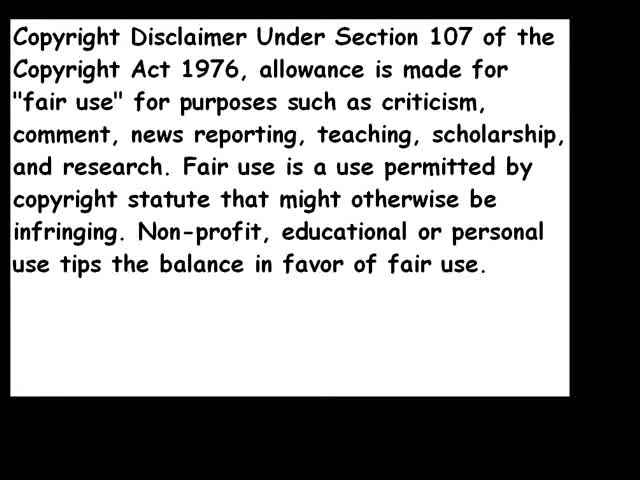 Copyright Disclaimer Under Section 107 of the
Copyright Act 1976, allowance is made for
"fair use" for purposes such as criticism,
comment, news reporting, teaching, scholarship,
and research. Fair use is a use permitted by
copyright statute that might otherwise be
infringing. Non-profit, educational or personal
use tips the balance in favor of fair use.